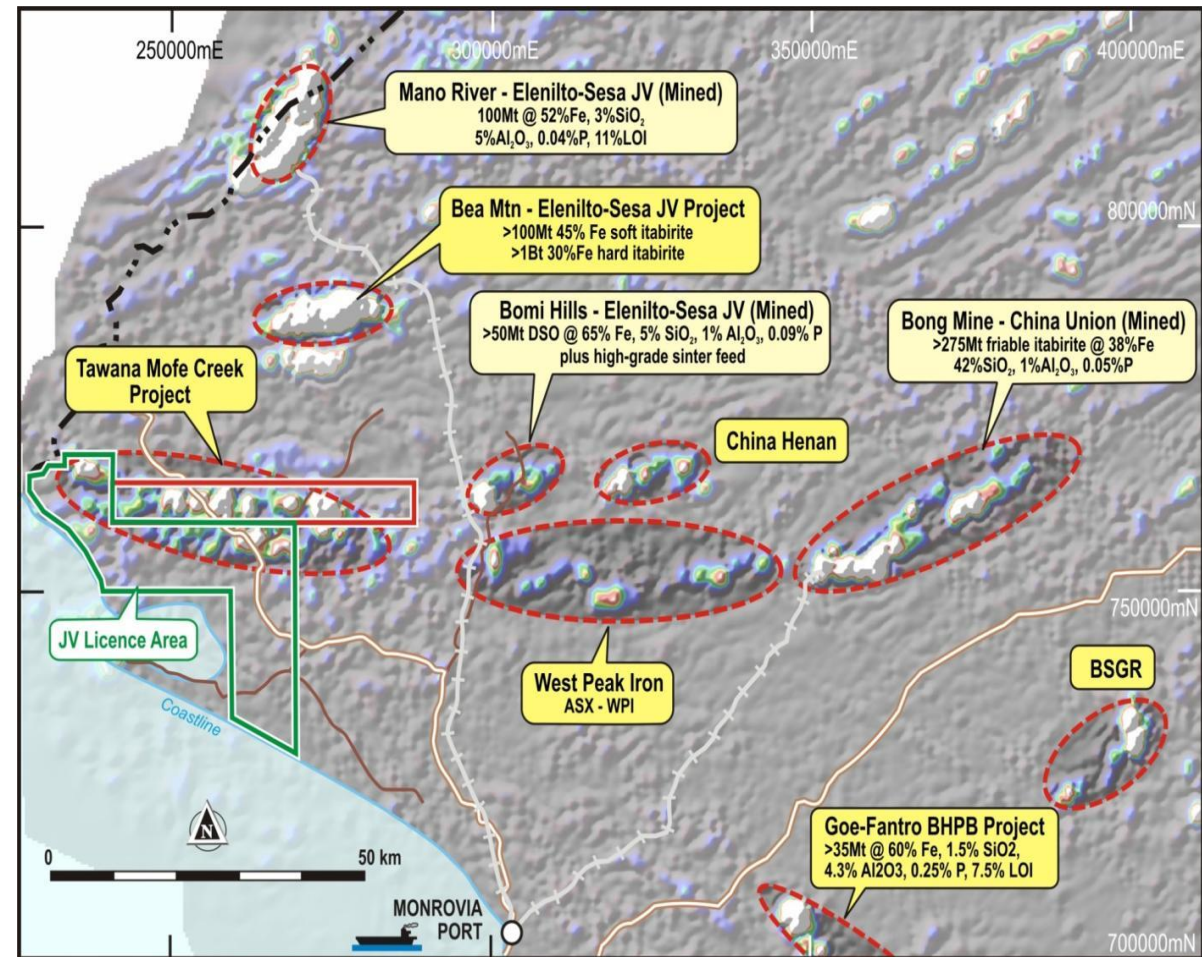 250000mE
300000mE
350000mE
400000mE
Mano River - Elenilto-Sesa JV (Mined)
100Mt @ 52%Fe, 3%SiO₂
5%Al₂O₃, 0.04%P, 11%LOI
Bea Mtn - Elenilto-Sesa JV Project
>100Mt 45% Fe soft itabirite
>1Bt 30%Fe hard itabirite
800000mN
Bomi Hills - Elenilto-Sesa JV (Mined)
>50Mt DSO @ 65% Fe, 5% SiO₂, 1% Al₂O₃, 0.09% P
plus high-grade sinter feed
Bong Mine - China Union (Mined)
>275Mt friable itabirite @ 38%Fe
42%SiO₂, 1%Al₂O₃, 0.05%P
Tawana Mofe Creek
Project
China Henan
750000mN
JV Licence Area
West Peak Iron
ASX - WPI
BSGR
Coastline
N
0
50 km
Goe-Fantro BHPB Project
>35Mt @ 60% Fe, 1.5% SiO2,
4.3% Al2O3, 0.25% P, 7.5% LOI
MONROVIA
PORT
700000mN